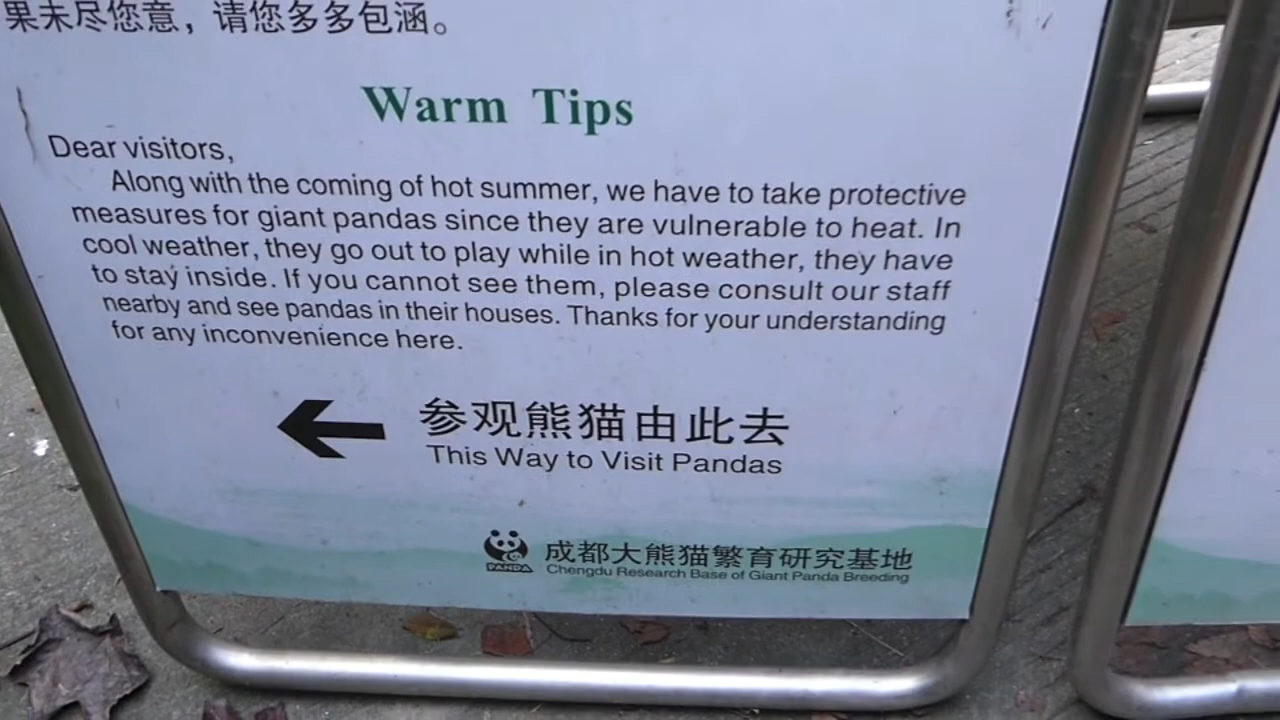 果未尽您意，请您多多包涵。
Warm Tips
Dear visitors,
Along with the coming of hot summer, we have to take protective
measures for giant pandas since they are vulnerable to heat. In
cool weather, they go out to play while in hot weather, they have
to stay inside. If you cannot see them, please consult our staff
nearby and see pandas in their houses. Thanks for your understanding
for any inconvenience here.
参观熊猫由此去
This Way to Visit Pandas
PANDA
成都大熊猫繁育研究基地
Chengdu Research Base of Giant Panda Breeding